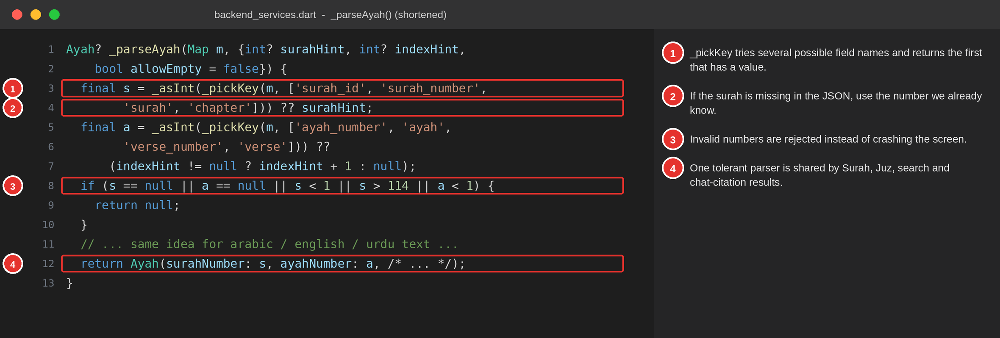 backend_services.dart - _parseAyah() (shortened)
1 Ayah? _parseAyah(Map m, {int? surahHint, int? indexHint,
2     bool allowEmpty = false}) {
1 3   final s = _asInt(_pickKey(m, ['surah_id', 'surah_number',
2 4         'surah', 'chapter'])) ?? surahHint;
5   final a = _asInt(_pickKey(m, ['ayah_number', 'ayah',
6         'verse_number', 'verse'])) ??
7       (indexHint != null ? indexHint + 1 : null);
3 8   if (s == null || a == null || s < 1 || s > 114 || a < 1) {
9     return null;
10   }
11   // ... same idea for arabic / english / urdu text ...
4 12   return Ayah(surahNumber: s, ayahNumber: a, /* ... */);
13 }
1 _pickKey tries several possible field names and returns the first
that has a value.
2 If the surah is missing in the JSON, use the number we already
know.
3 Invalid numbers are rejected instead of crashing the screen.
4 One tolerant parser is shared by Surah, Juz, search and
chat-citation results.